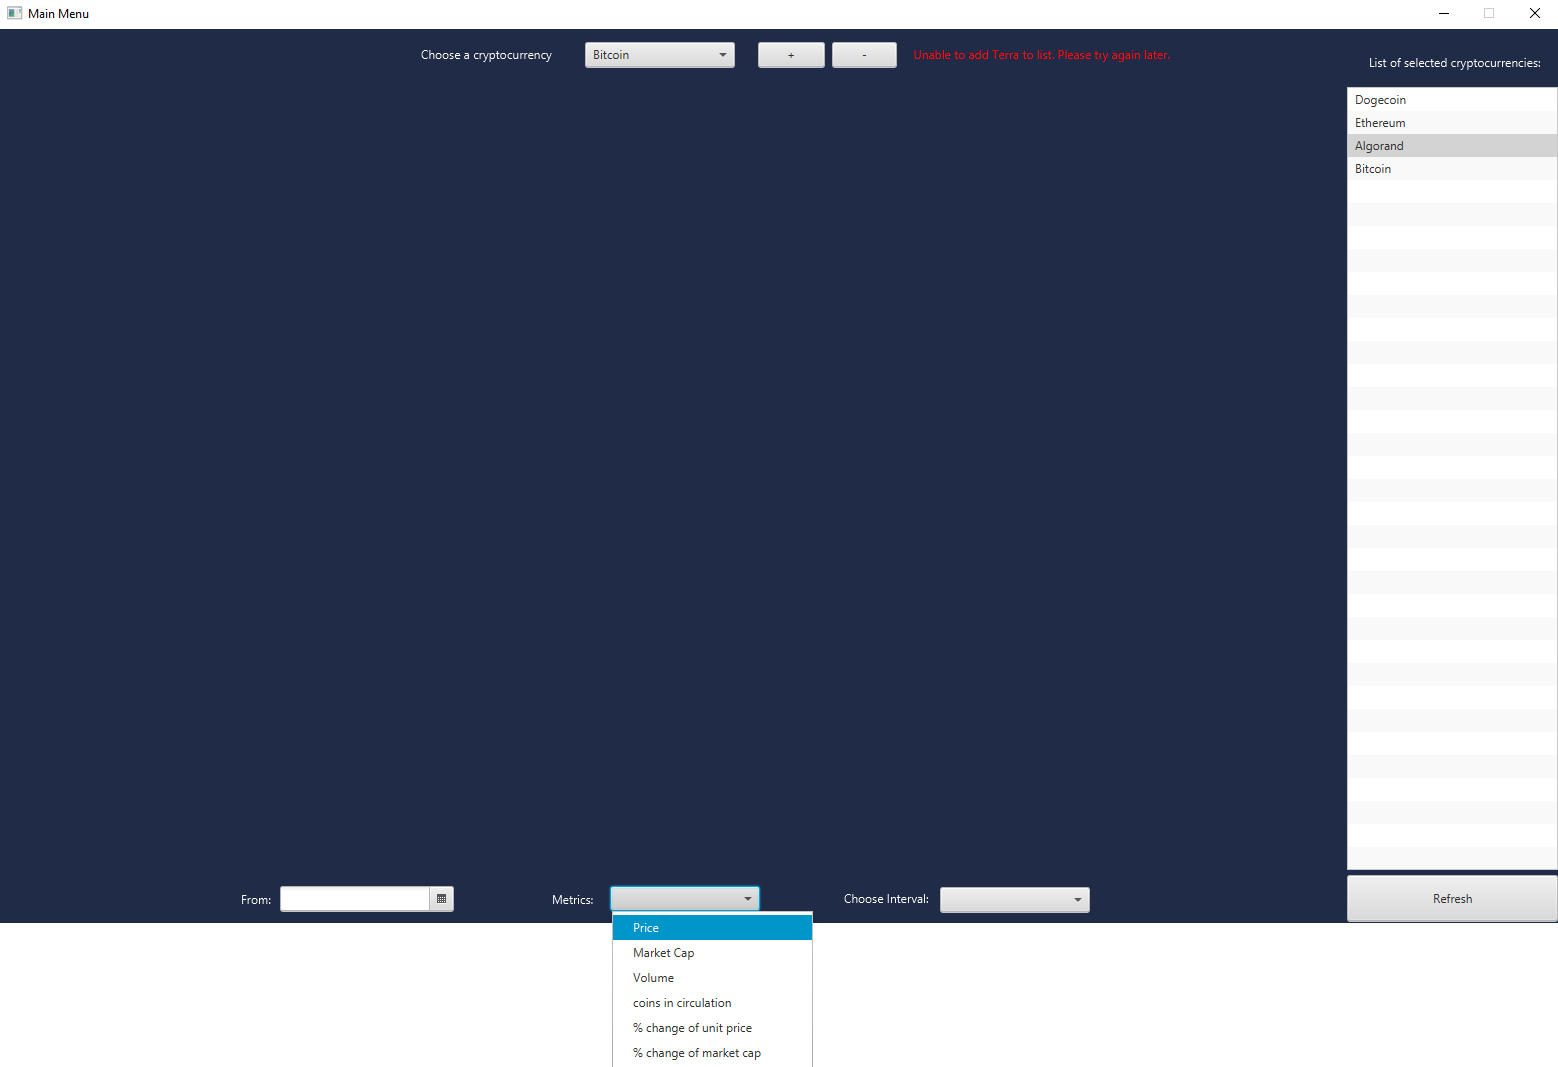 Main Menu
Choose a cryptocurrency
Bitcoin
+
-
Unable to add Terra to list. Please try again later.
List of selected cryptocurrencies:
Dogecoin
Ethereum
Algorand
Bitcoin
From:
Metrics:
Choose Interval:
Refresh
Price
Market Cap
Volume
coins in circulation
% change of unit price
% change of market cap